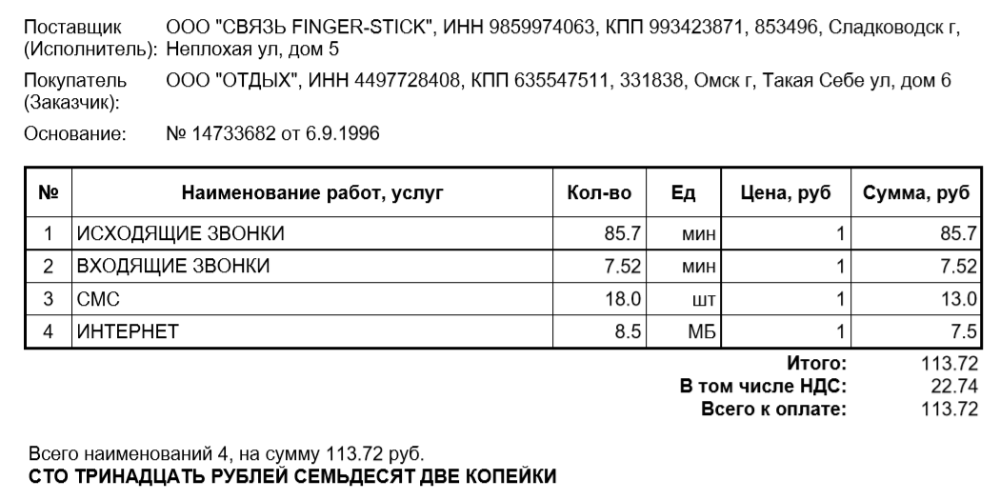 Поставщик ООО "СВЯЗЬ FINGER-STICK", ИНН 9859974063, КПП 993423871, 853496, Сладководск г,
(Исполнитель): Неплохая ул, дом 5
Покупатель ООО "ОТДЫХ", ИНН 4497728408, КПП 635547511, 331838, Омск г, Такая Себе ул, дом 6
(Заказчик):
Основание: № 14733682 от 6.9.1996
№ Наименование работ, услуг Кол-во Ед Цена, руб Сумма, руб
1 ИСХОДЯЩИЕ ЗВОНКИ 85.7 мин 1 85.7
2 ВХОДЯЩИЕ ЗВОНКИ 7.52 мин 1 7.52
3 СМС 18.0 шт 1 13.0
4 ИНТЕРНЕТ 8.5 МБ 1 7.5
Итого: 113.72
В том числе НДС: 22.74
Всего к оплате: 113.72
Всего наименований 4, на сумму 113.72 руб.
СТО ТРИНАДЦАТЬ РУБЛЕЙ СЕМЬДЕСЯТ ДВЕ КОПЕЙКИ